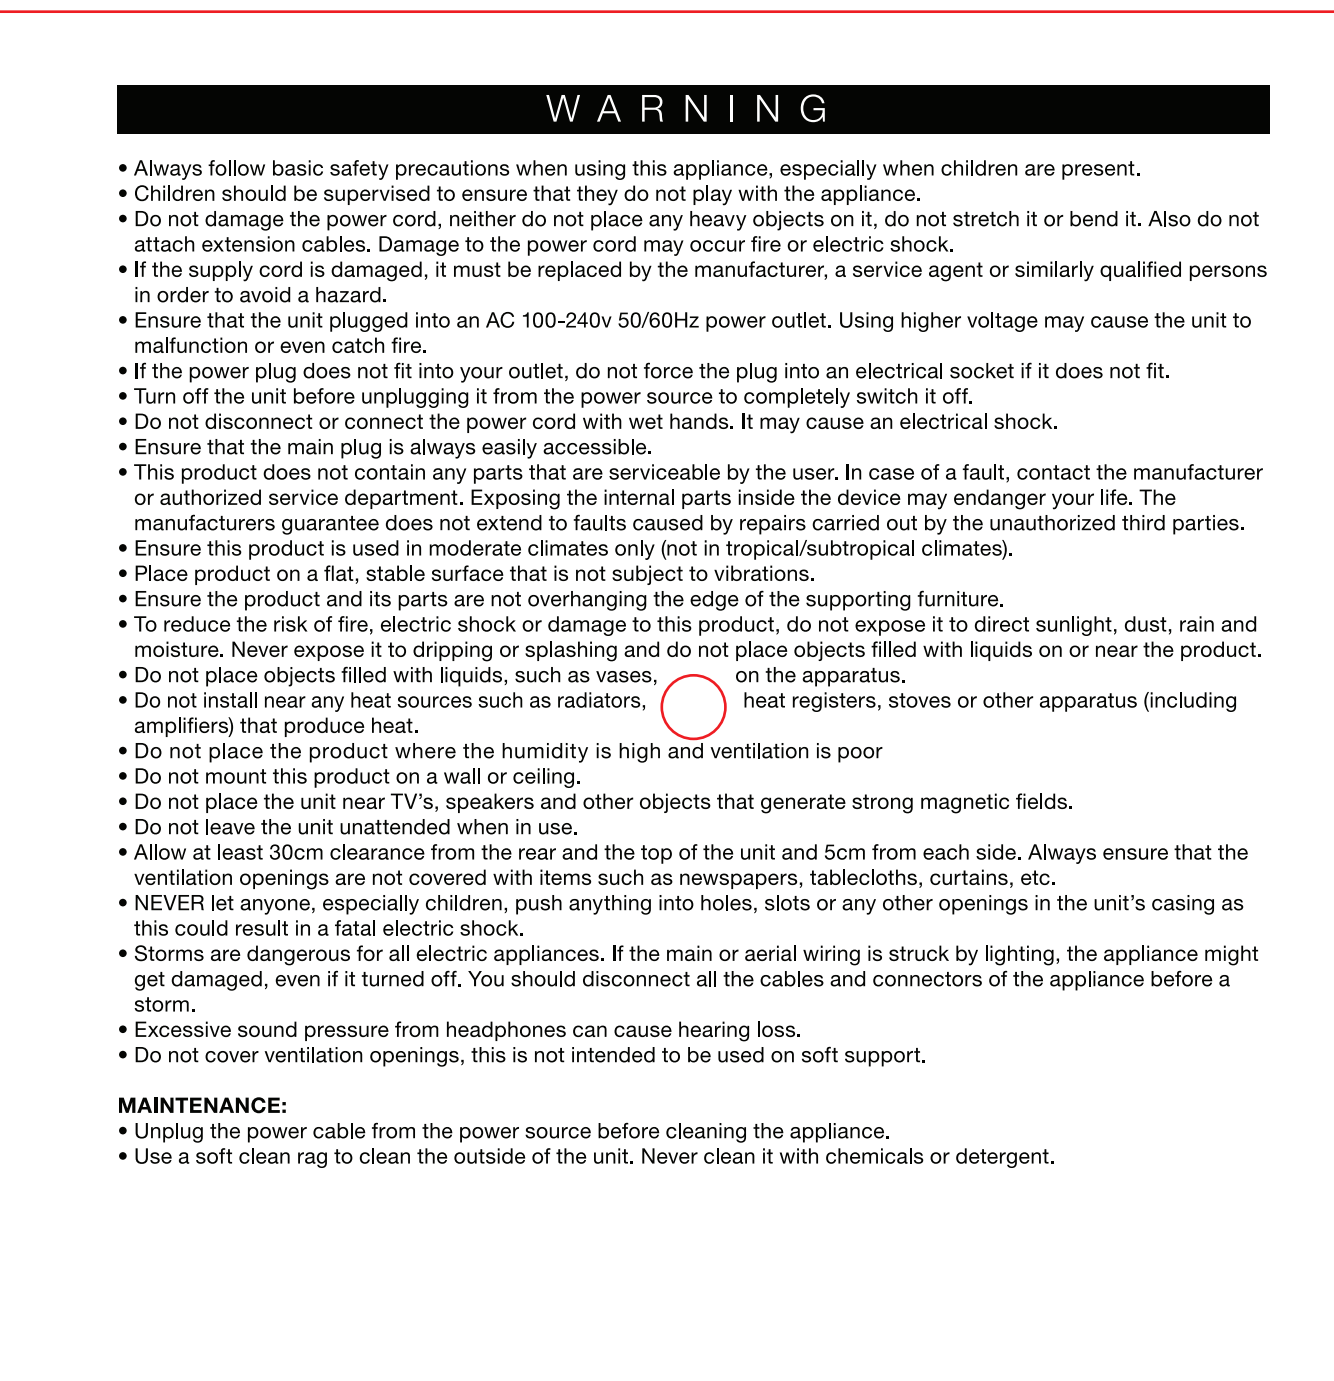 WARNING
• Always follow basic safety precautions when using this appliance, especially when children are present.
• Children should be supervised to ensure that they do not play with the appliance.
• Do not damage the power cord, neither do not place any heavy objects on it, do not stretch it or bend it. Also do not
attach extension cables. Damage to the power cord may occur fire or electric shock.
• If the supply cord is damaged, it must be replaced by the manufacturer, a service agent or similarly qualified persons
in order to avoid a hazard.
• Ensure that the unit plugged into an AC 100-240v 50/60Hz power outlet. Using higher voltage may cause the unit to
malfunction or even catch fire.
• If the power plug does not fit into your outlet, do not force the plug into an electrical socket if it does not fit.
• Turn off the unit before unplugging it from the power source to completely switch it off.
• Do not disconnect or connect the power cord with wet hands. It may cause an electrical shock.
• Ensure that the main plug is always easily accessible.
• This product does not contain any parts that are serviceable by the user. In case of a fault, contact the manufacturer
or authorized service department. Exposing the internal parts inside the device may endanger your life. The
manufacturers guarantee does not extend to faults caused by repairs carried out by the unauthorized third parties.
• Ensure this product is used in moderate climates only (not in tropical/subtropical climates).
• Place product on a flat, stable surface that is not subject to vibrations.
• Ensure the product and its parts are not overhanging the edge of the supporting furniture.
• To reduce the risk of fire, electric shock or damage to this product, do not expose it to direct sunlight, dust, rain and
moisture. Never expose it to dripping or splashing and do not place objects filled with liquids on or near the product.
• Do not place objects filled with liquids, such as vases, on the apparatus.
• Do not install near any heat sources such as radiators, heat registers, stoves or other apparatus (including
amplifiers) that produce heat.
• Do not place the product where the humidity is high and ventilation is poor
• Do not mount this product on a wall or ceiling.
• Do not place the unit near TV's, speakers and other objects that generate strong magnetic fields.
• Do not leave the unit unattended when in use.
• Allow at least 30cm clearance from the rear and the top of the unit and 5cm from each side. Always ensure that the
ventilation openings are not covered with items such as newspapers, tablecloths, curtains, etc.
• NEVER let anyone, especially children, push anything into holes, slots or any other openings in the unit's casing as
this could result in a fatal electric shock.
• Storms are dangerous for all electric appliances. If the main or aerial wiring is struck by lighting, the appliance might
get damaged, even if it turned off. You should disconnect all the cables and connectors of the appliance before a
storm.
• Excessive sound pressure from headphones can cause hearing loss.
• Do not cover ventilation openings, this is not intended to be used on soft support.
MAINTENANCE:
• Unplug the power cable from the power source before cleaning the appliance.
• Use a soft clean rag to clean the outside of the unit. Never clean it with chemicals or detergent.